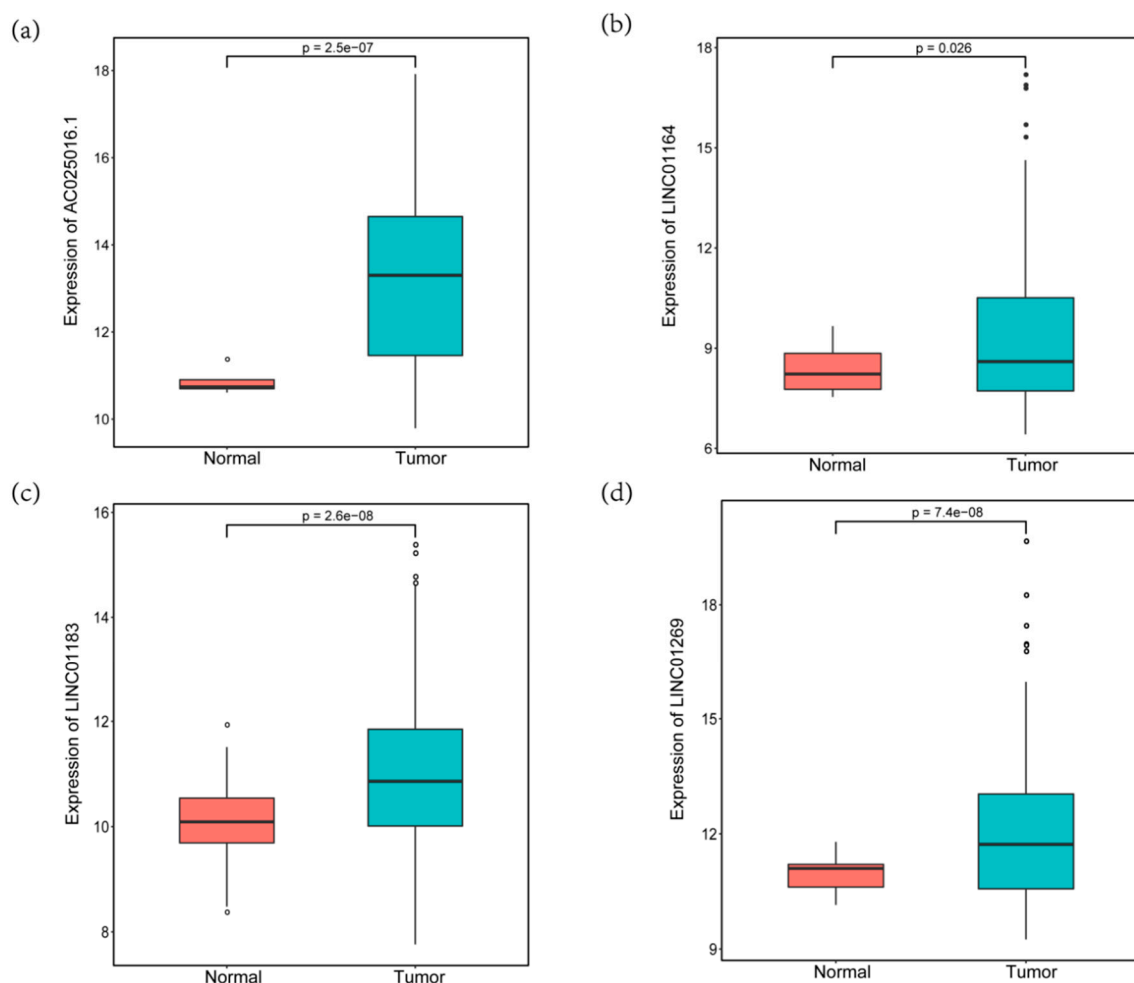 (a)
p = 2.5e−07
Expression of AC025016.1
18
16
14
12
10
Normal Tumor
(b)
p = 0.026
Expression of LINC01164
18
15
12
9
6
Normal Tumor
(c)
p = 2.6e−08
Expression of LINC01183
16
14
12
10
8
Normal Tumor
(d)
p = 7.4e−08
Expression of LINC01269
18
15
12
9
Normal Tumor